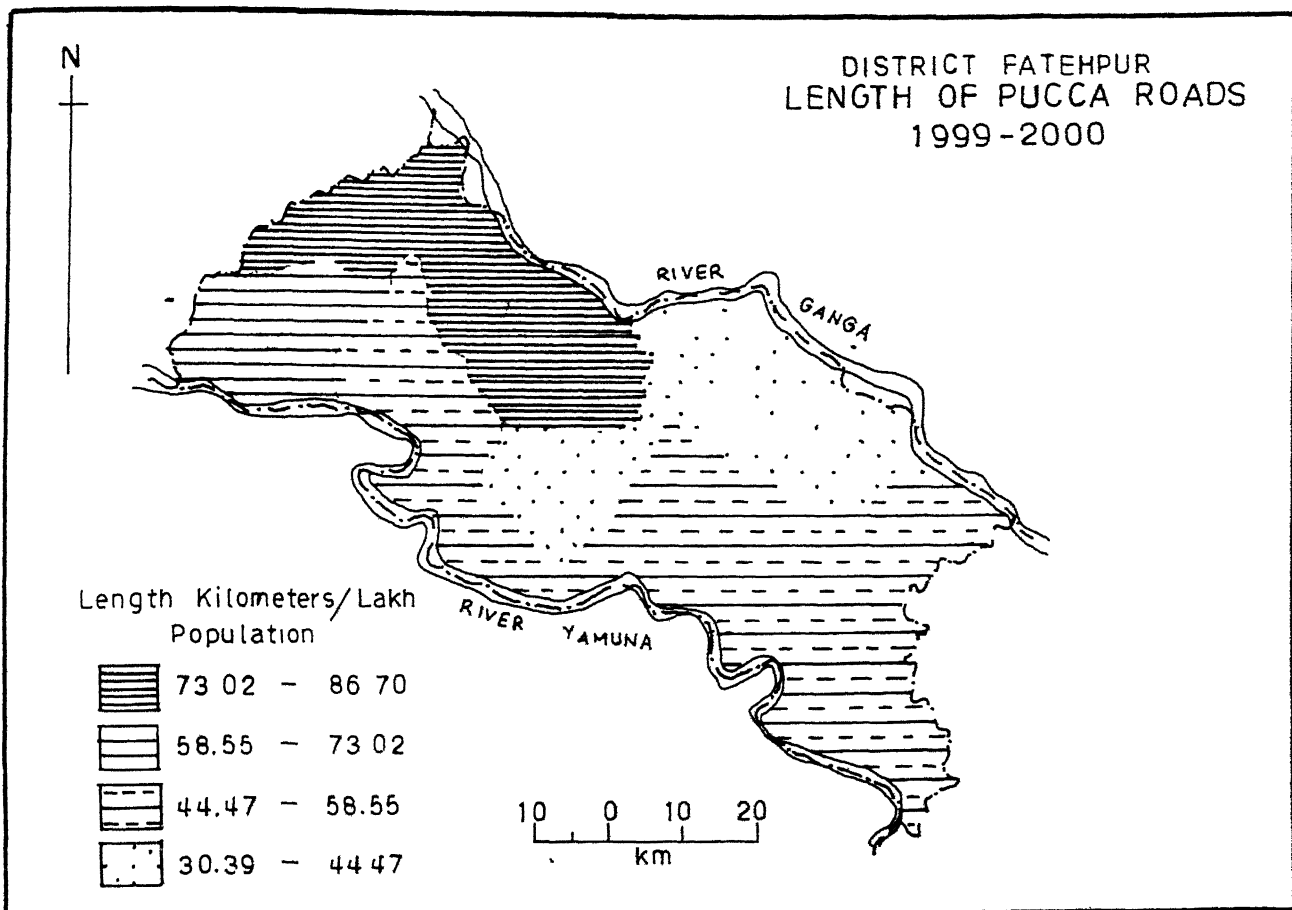 N
DISTRICT FATEHPUR
LENGTH OF PUCCA ROADS
1999-2000
RIVER GANGA
RIVER YAMUNA
Length Kilometers/Lakh
Population
73 02 - 86 70
58.55 - 73 02
44.47 - 58.55
30.39 - 44 47
10 0 10 20
km